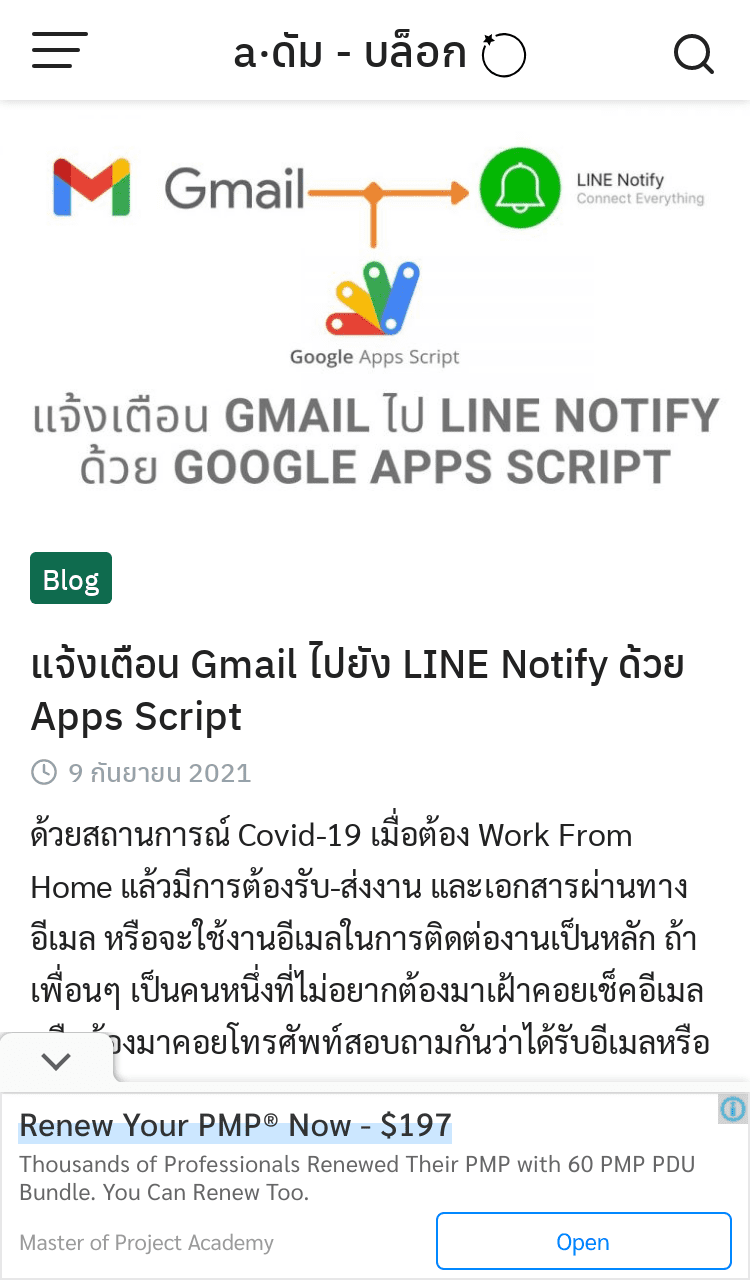 a·ดัม - บล็อก
Gmail
LINE Notify
Connect Everything
Google Apps Script
แจ้งเตือน GMAIL ไป LINE NOTIFY
ด้วย GOOGLE APPS SCRIPT
Blog
แจ้งเตือน Gmail ไปยัง LINE Notify ด้วย
Apps Script
9 กันยายน 2021
ด้วยสถานการณ์ Covid-19 เมื่อต้อง Work From
Home แล้วมีการต้องรับ-ส่งงาน และเอกสารผ่านทาง
อีเมล หรือจะใช้งานอีเมลในการติดต่องานเป็นหลัก ถ้า
เพื่อนๆ เป็นคนหนึ่งที่ไม่อยากต้องมาเฝ้าคอยเช็คอีเมล
มาคอยโทรศัพท์สอบถามกันว่าได้รับอีเมลหรือ
Renew Your PMP® Now - $197
Thousands of Professionals Renewed Their PMP with 60 PMP PDU
Bundle. You Can Renew Too.
Master of Project Academy
Open